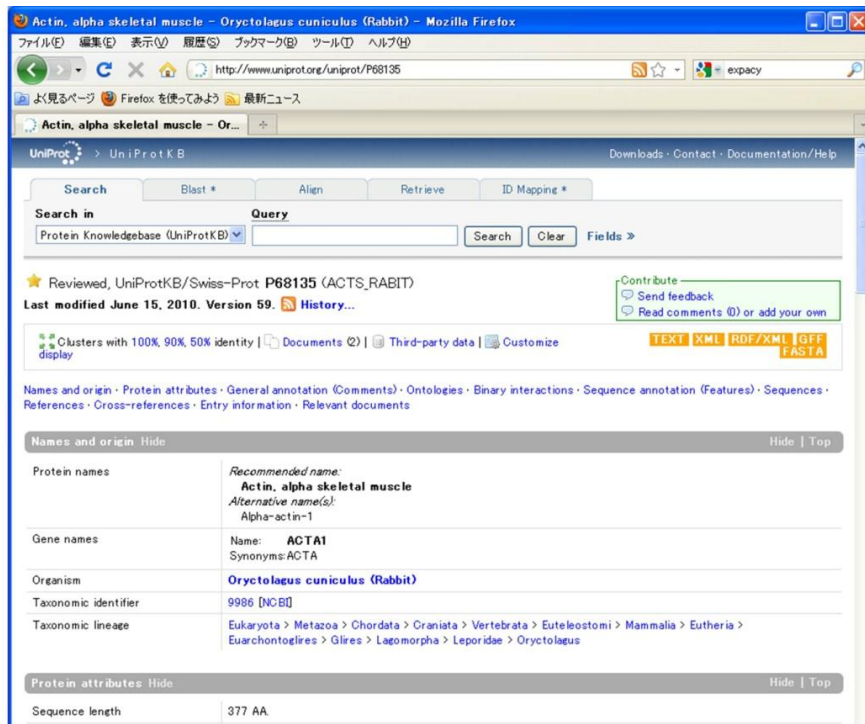 Actin, alpha skeletal muscle - Oryctolagus cuniculus (Rabbit) - Mozilla Firefox
ファイル(F) 編集(E) 表示(V) 履歴(S) ブックマーク(B) ツール(T) ヘルプ(H)
http://www.uniprot.org/uniprot/P68135 expacy
よく見るページ Firefox を使ってみよう 最新ニュース
Actin, alpha skeletal muscle - Or...
UniProt > UniProtKB Downloads · Contact · Documentation/Help
Search Blast * Align Retrieve ID Mapping *
Search in Query
Protein Knowledgebase (UniProtKB) Search Clear Fields »
Reviewed, UniProtKB/Swiss-Prot P68135 (ACTS_RABIT)
Last modified June 15, 2010. Version 59. History...
Contribute
Send feedback
Read comments (0) or add your own
Clusters with 100%, 90%, 50% identity | Documents (2) | Third-party data | Customize
display
TEXT XML RDF/XML GFF
FASTA
Names and origin · Protein attributes · General annotation (Comments) · Ontologies · Binary interactions · Sequence annotation (Features) · Sequences ·
References · Cross-references · Entry information · Relevant documents
Names and origin Hide Hide | Top
Protein names Recommended name:
Actin, alpha skeletal muscle
Alternative name(s):
Alpha-actin-1
Gene names Name: ACTA1
Synonyms: ACTA
Organism Oryctolagus cuniculus (Rabbit)
Taxonomic identifier 9986 [NCBI]
Taxonomic lineage Eukaryota > Metazoa > Chordata > Craniata > Vertebrata > Euteleostomi > Mammalia > Eutheria >
Euarchontoglires > Glires > Lagomorpha > Leporidae > Oryctolagus
Protein attributes Hide Hide | Top
Sequence length 377 AA.